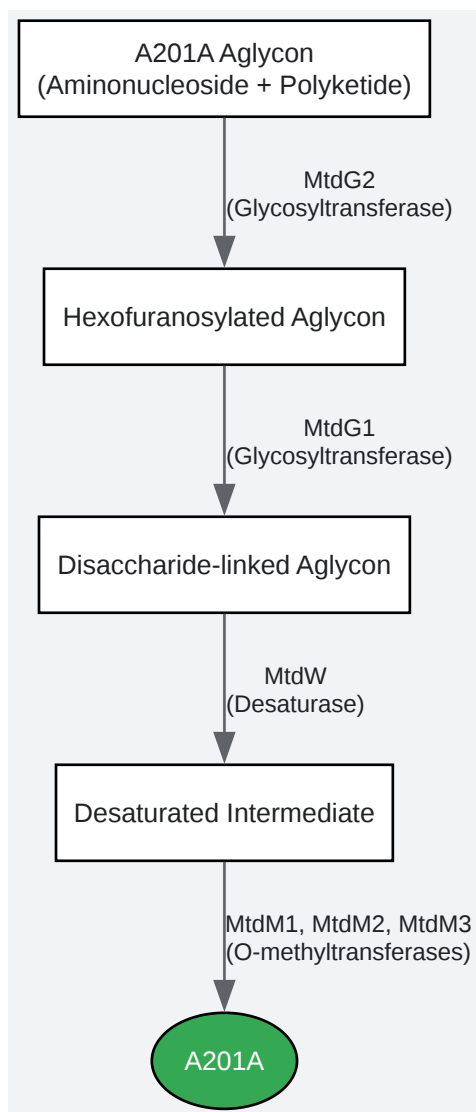 A201A Aglycon
(Aminonucleoside + Polyketide)
MtdG2
(Glycosyltransferase)
Hexofuranosylated Aglycon
MtdG1
(Glycosyltransferase)
Disaccharide-linked Aglycon
MtdW
(Desaturase)
Desaturated Intermediate
MtdM1, MtdM2, MtdM3
(O-methyltransferases)
A201A